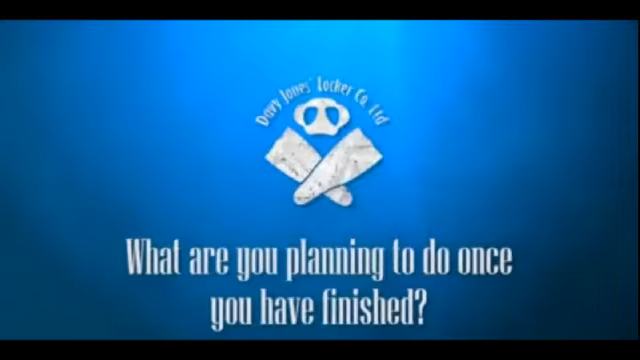 Davy Jones' Locker Co. Ltd
What are you planning to do once
you have finished?